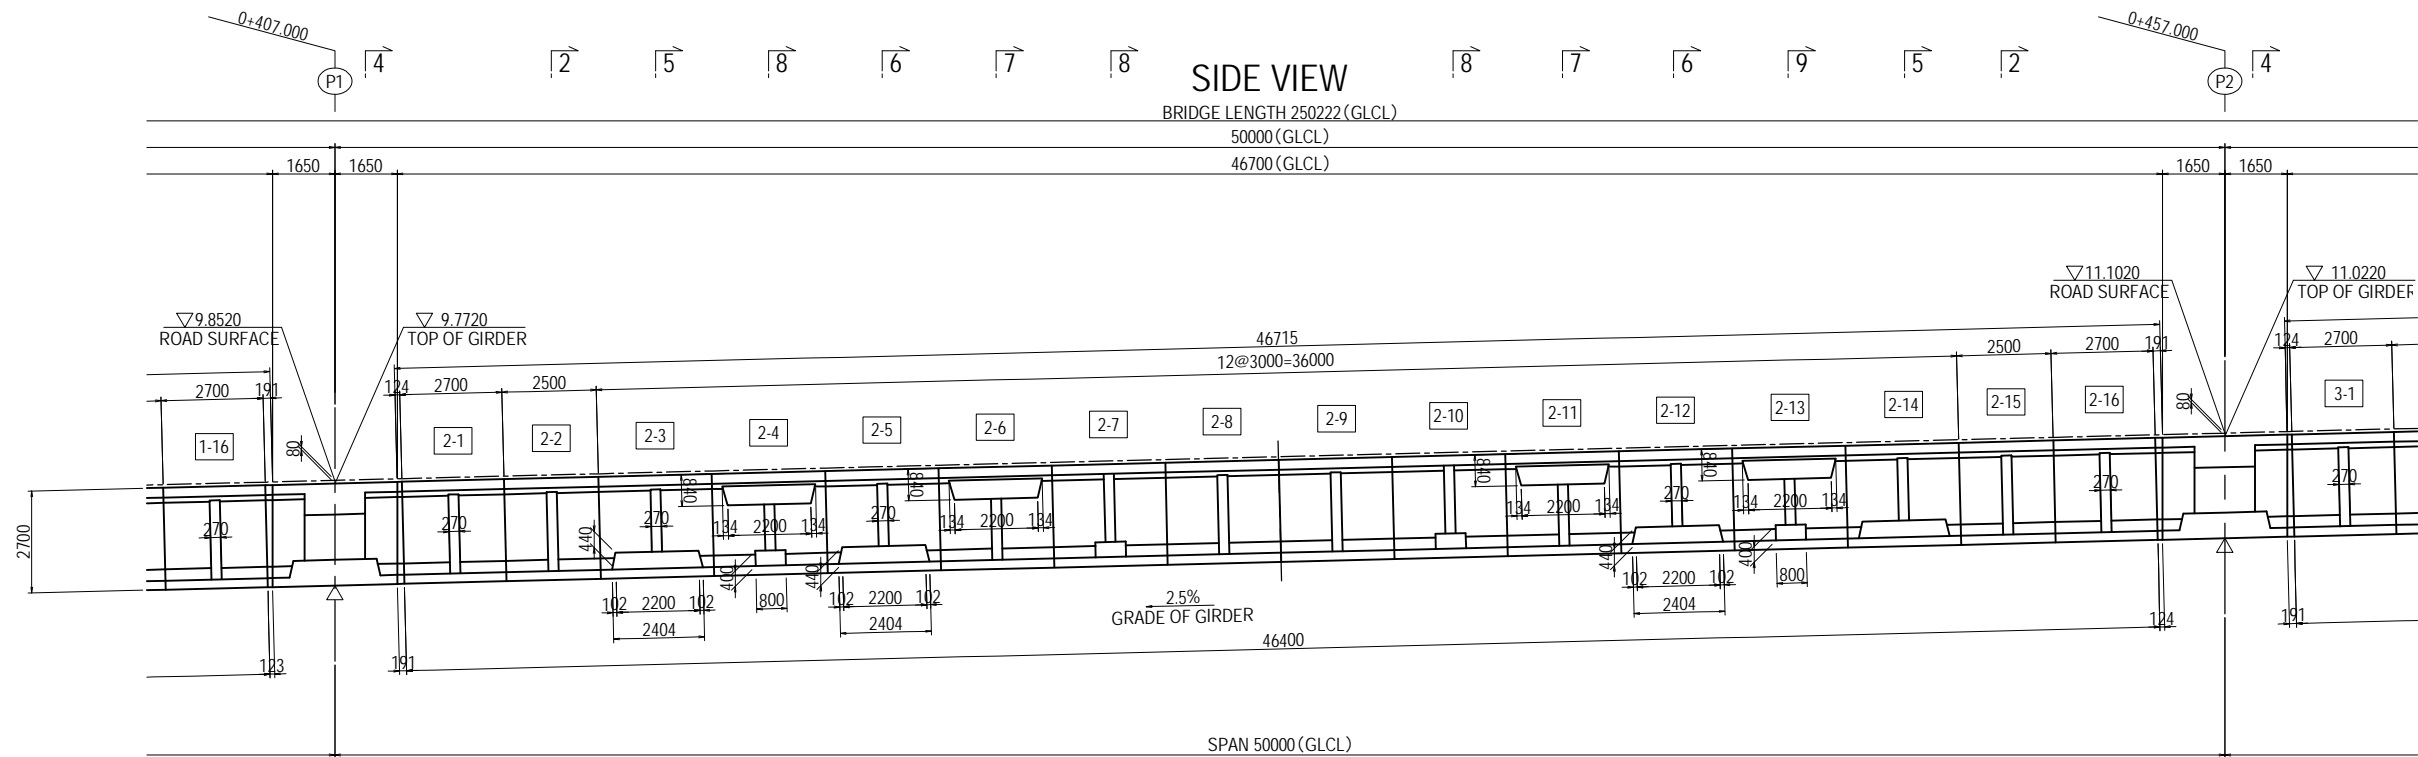 0+407.000
0+457.000
4 2 5 8 6 7 8 8 7 6 9 5 2 4
P1
SIDE VIEW
P2
BRIDGE LENGTH 250222(GLCL)
50000(GLCL)
1650 1650 46700(GLCL) 1650 1650
▽9.8520
ROAD SURFACE
▽ 9.7720
TOP OF GIRDER
▽11.1020
ROAD SURFACE
▽ 11.0220
TOP OF GIRDER
46715
12@3000=36000
2700 191 124 2700 2500 2500 2700 191 124 2700
1-16 2-1 2-2 2-3 2-4 2-5 2-6 2-7 2-8 2-9 2-10 2-11 2-12 2-13 2-14 2-15 2-16 3-1
80 80
840 840 840 840
2700 270 270 270 270 270 270 270
134 2200 134 134 2200 134 134 2200 134 134 2200 134
440 400 440 440 400
102 2200 102 800 102 2200 102 102 2200 102 800
2404 2404 2404
2.5%
GRADE OF GIRDER
123 191 46400 124 191
SPAN 50000(GLCL)